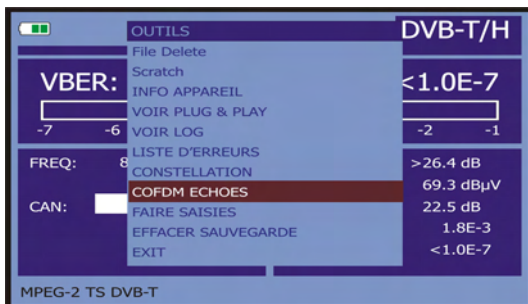 OUTILS
DVB-T/H
File Delete
Scratch
VBER:
<1.0E-7
INFO APPAREIL
VOIR PLUG & PLAY
-7 -6 -2 -1
VOIR LOG
LISTE D'ERREURS
FREQ: 8
>26.4 dB
CONSTELLATION
COFDM ECHOES
69.3 dBµV
CAN:
22.5 dB
FAIRE SAISIES
1.8E-3
EFFACER SAUVEGARDE
EXIT
<1.0E-7
MPEG-2 TS DVB-T